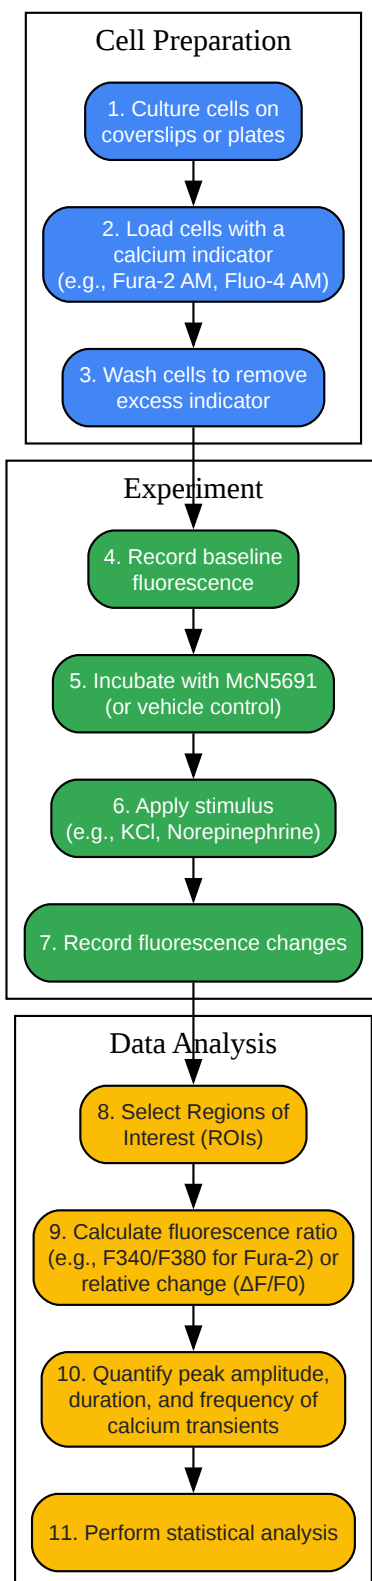 Cell Preparation
1. Culture cells on
coverslips or plates
2. Load cells with a
calcium indicator
(e.g., Fura-2 AM, Fluo-4 AM)
3. Wash cells to remove
excess indicator
Experiment
4. Record baseline
fluorescence
5. Incubate with McN5691
(or vehicle control)
6. Apply stimulus
(e.g., KCl, Norepinephrine)
7. Record fluorescence changes
Data Analysis
8. Select Regions of
Interest (ROIs)
9. Calculate fluorescence ratio
(e.g., F340/F380 for Fura-2) or
relative change (ΔF/F0)
10. Quantify peak amplitude,
duration, and frequency of
calcium transients
11. Perform statistical analysis